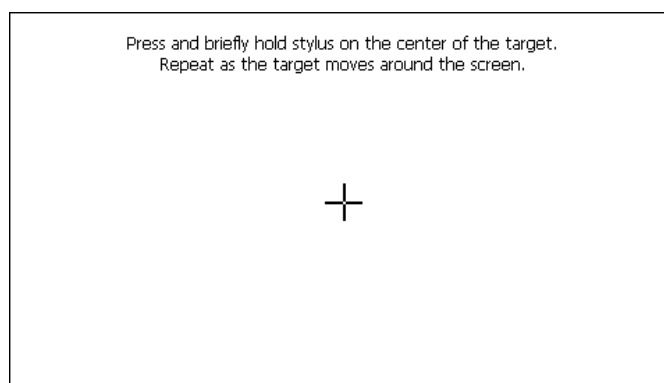 Press and briefly hold stylus on the center of the target.
Repeat as the target moves around the screen.